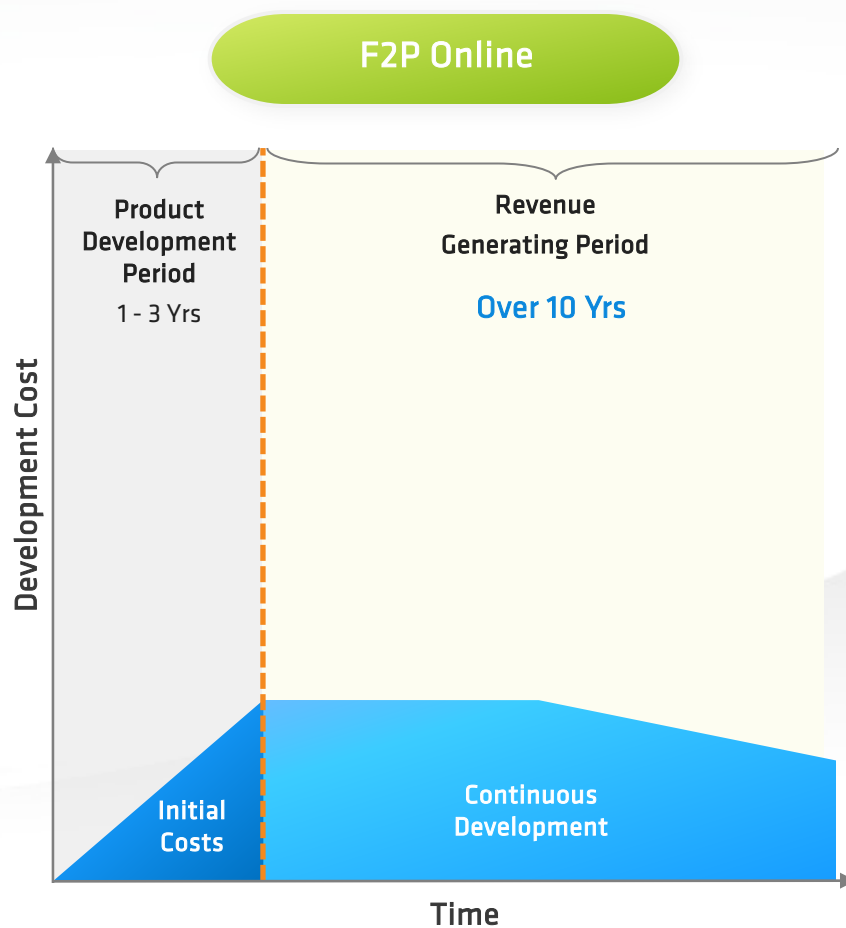 F2P Online
Product
Development
Period
1 - 3 Yrs
Revenue
Generating Period
Over 10 Yrs
Development Cost
Initial
Costs
Continuous
Development
Time